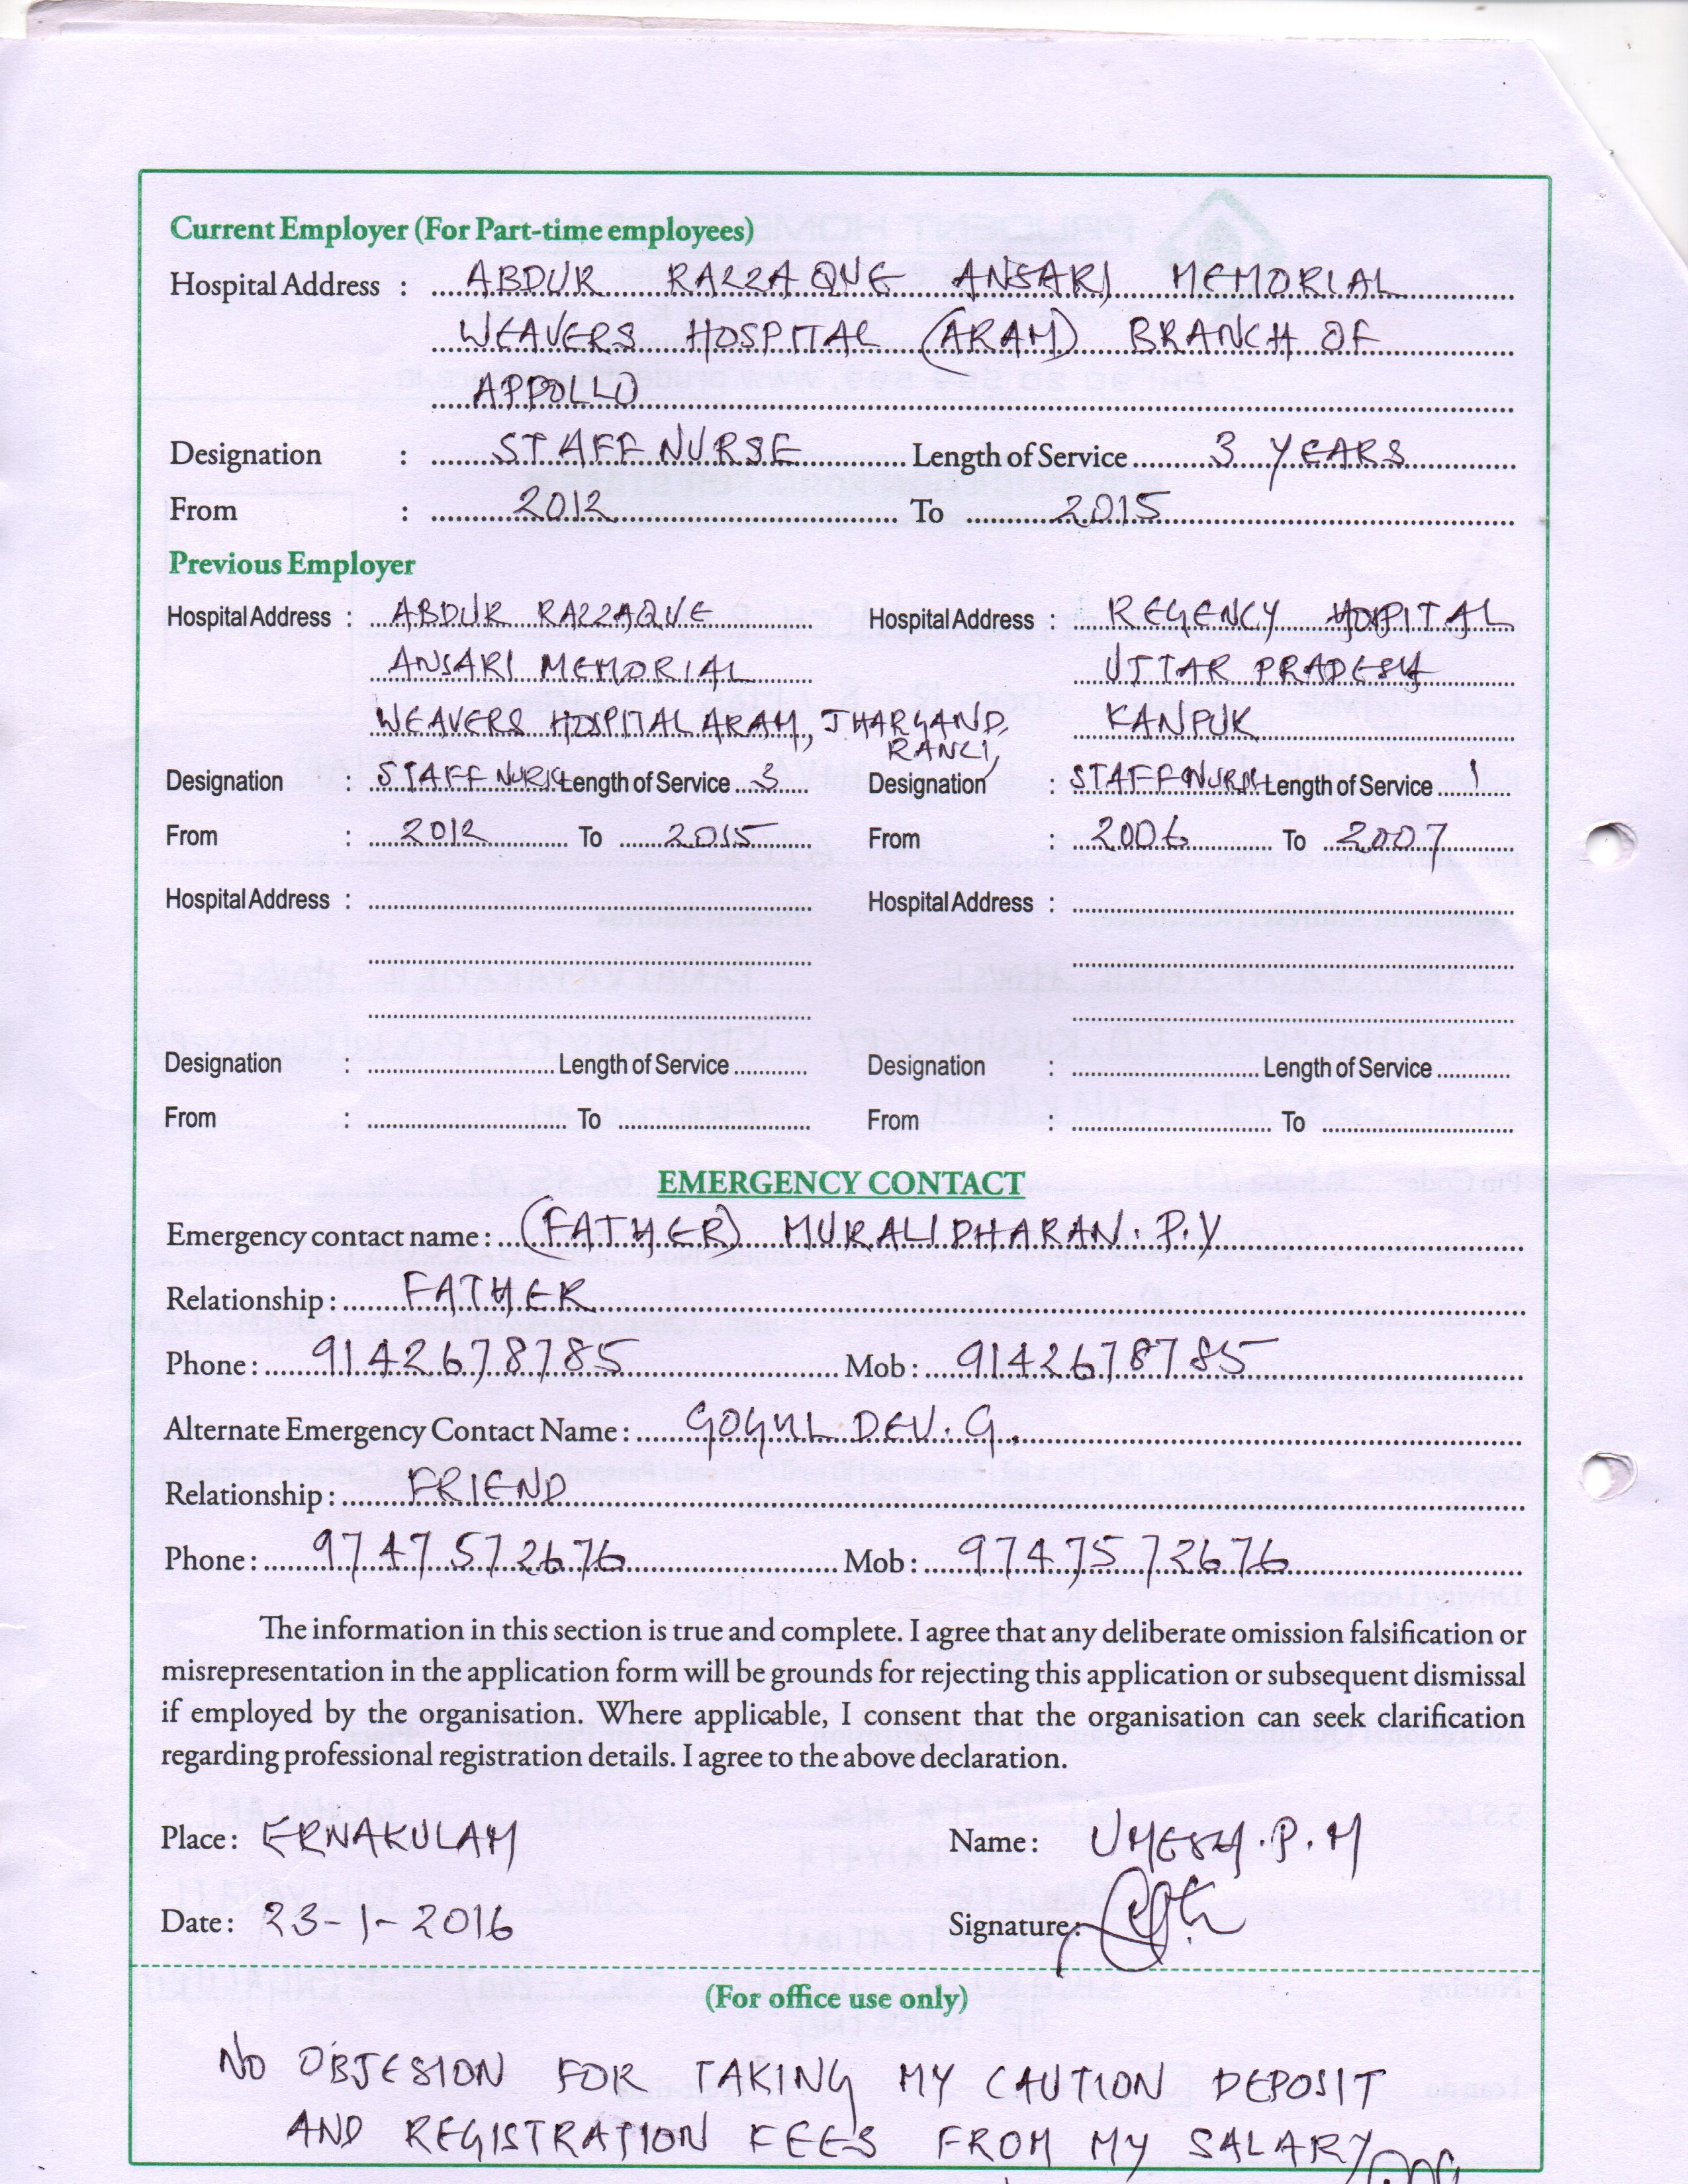 Current Employer (For Part-time employees)
Hospital Address : ABDUR RAZZAQUE ANSARI MEMORIAL
WEAVERS HOSPITAL (ARAM) BRANCH OF
APPOLLO
Designation : STAFF NURSE Length of Service 3 YEARS
From : 2012 To 2015
Previous Employer
Hospital Address : ABDUR RAZZAQUE Hospital Address : REGENCY HOSPITAL
ANSARI MEMORIAL UTTAR PRADESH
WEAVERS HOSPITAL ARAM, JHARGAND, KANPUR
RANCI,
Designation : STAFF NURSE Length of Service 3 Designation : STAFF NURSE Length of Service 1
From : 2012 To 2015 From : 2006 To 2007
Hospital Address : Hospital Address :
Designation : Length of Service Designation : Length of Service
From : To From : To
EMERGENCY CONTACT
Emergency contact name : (FATHER) MURALIDHARAN. P.V
Relationship : FATHER
Phone : 9142678785 Mob : 9142678785
Alternate Emergency Contact Name : GOGUL DEV. G.
Relationship : FRIEND
Phone : 9747572676 Mob : 9747572676
The information in this section is true and complete. I agree that any deliberate omission falsification or
misrepresentation in the application form will be grounds for rejecting this application or subsequent dismissal
if employed by the organisation. Where applicable, I consent that the organisation can seek clarification
regarding professional registration details. I agree to the above declaration.
Place : ERNAKULAM Name : UMESH. P. M
Date : 23-1-2016 Signature :
(For office use only)
NO OBJESION FOR TAKING MY CAUTION DEPOSIT
AND REGISTRATION FEES FROM MY SALARY